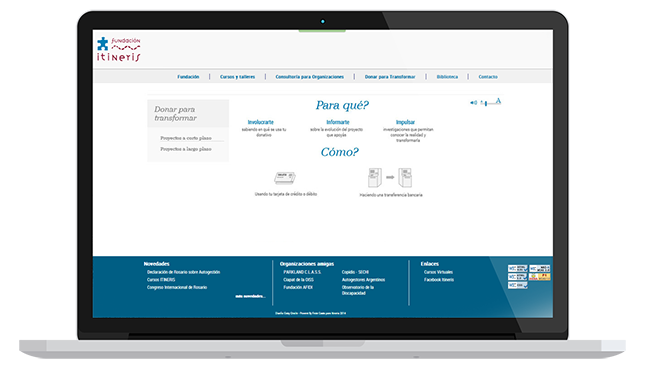 FUNDACIÓN
itineris
Fundación | Cursos y talleres | Consultoría para Organizaciones | Donar para Transformar | Biblioteca | Contacto
Donar para
transformar
Proyectos a corto plazo
Proyectos a largo plazo
Para qué?
Involucrarte
sabiendo en qué se usa tu
donativo
Informarte
sobre la evolución del proyecto
que apoyás
Impulsar
investigaciones que permitan
conocer la realidad y
transformarla
A
Cómo?
Usando tu tarjeta de crédito o débito
Haciendo una transferencia bancaria
Novedades
Declaración de Rosario sobre Autogestión
Cursos ITINERIS
Congreso Internacional de Rosario
más novedades...
Organizaciones amigas
PARKLAND C.L.A.S.S
Ciapat de la OISS
Fundación AFIDI
Copidis - SECHI
Autogestores Argentinos
Observatorio de la
Discapacidad
Enlaces
Cursos Virtuales
Facebook Itineris